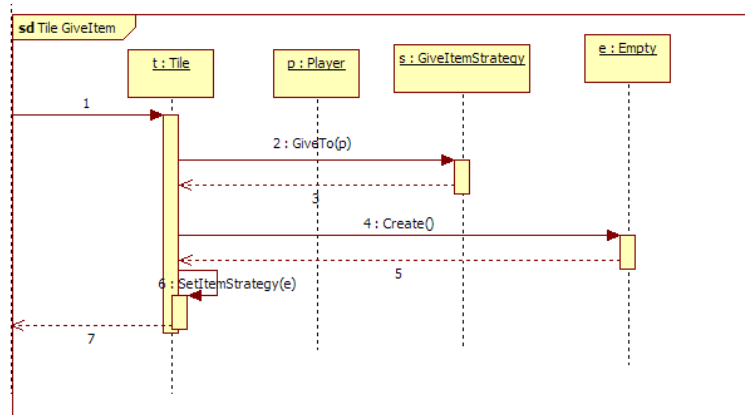 sd Tile GiveItem
t : Tile
p : Player
s : GiveItemStrategy
e : Empty
1
2 : GiveTo(p)
3
4 : Create()
5
6 : SetItemStrategy(e)
7